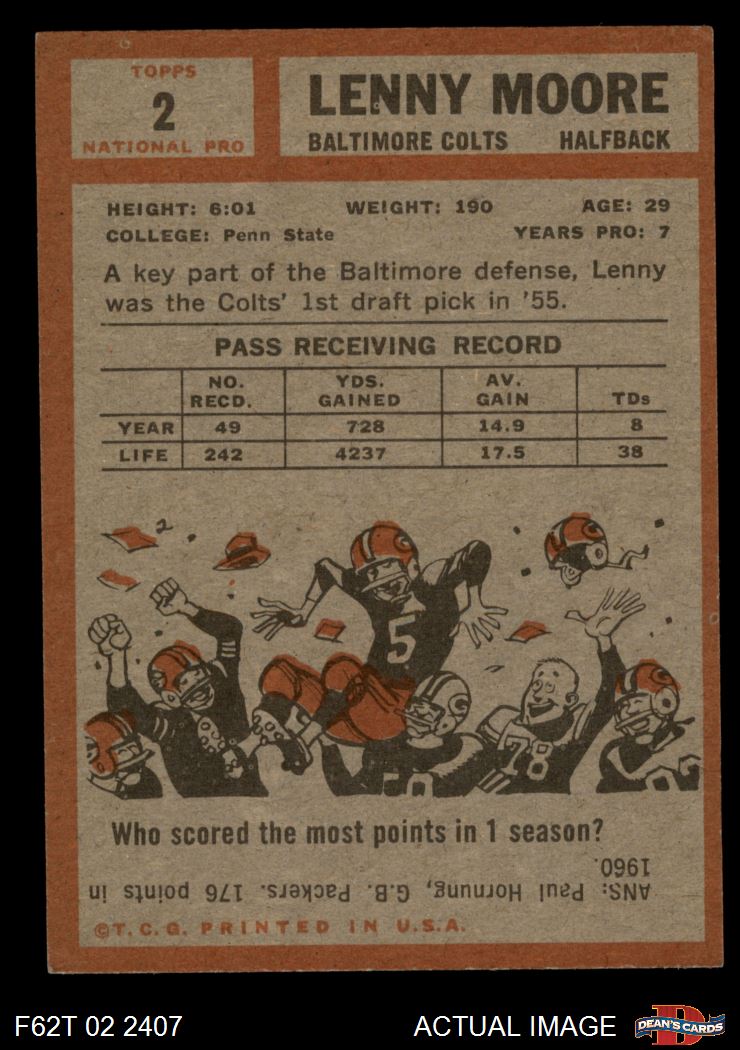 TOPPS
2
NATIONAL PRO
LENNY MOORE
BALTIMORE COLTS HALFBACK
HEIGHT: 6:01 WEIGHT: 190 AGE: 29
COLLEGE: Penn State YEARS PRO: 7
A key part of the Baltimore defense, Lenny
was the Colts' 1st draft pick in '55.
PASS RECEIVING RECORD
NO. RECD. YDS. GAINED AV. GAIN TDs
YEAR 49 728 14.9 8
LIFE 242 4237 17.5 38
5
78
Who scored the most points in 1 season?
ANS: Paul Hornung, G.B. Packers. 176 points in
1960.
©T.C.G. PRINTED IN U.S.A.
F62T 02 2407 ACTUAL IMAGE
D
DEAN'S CARDS